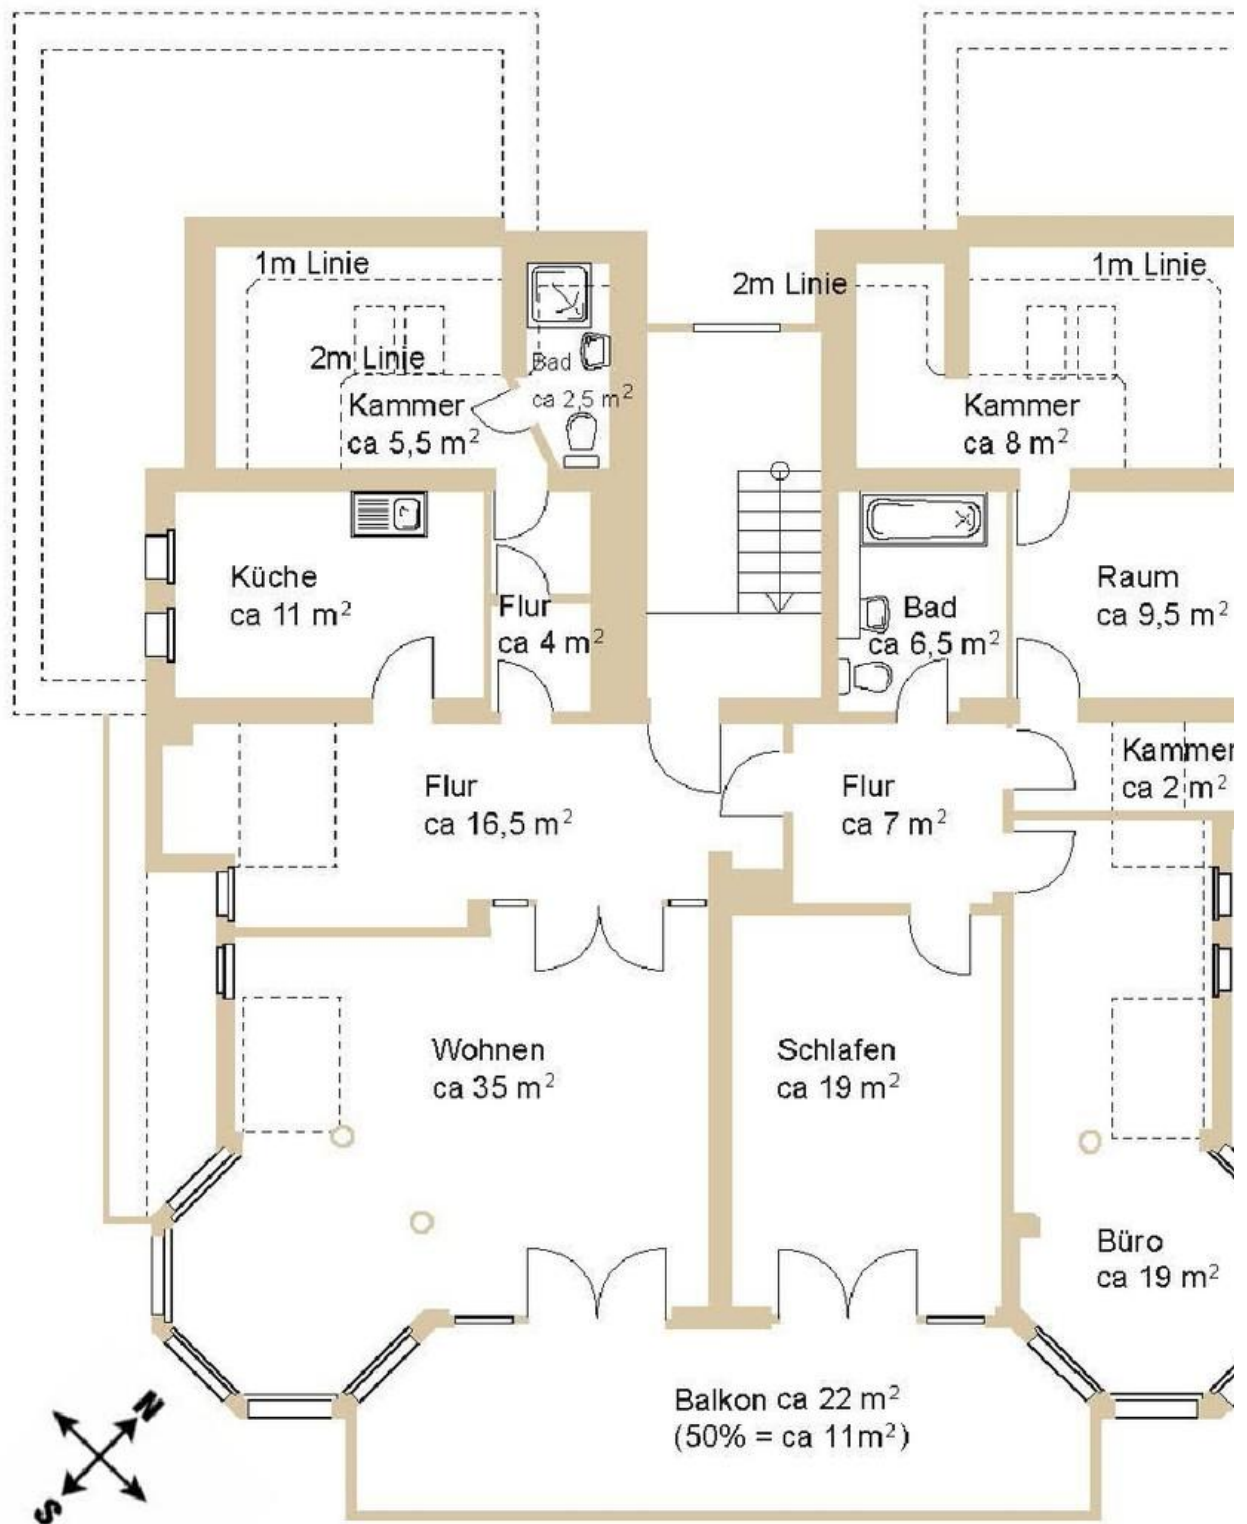 1m Linie
1m Linie
2m Linie
2m Linie
Bad
ca 2,5 m²
Kammer
ca 5,5 m²
Kammer
ca 8 m²
Küche
ca 11 m²
Flur
ca 4 m²
Bad
ca 6,5 m²
Raum
ca 9,5 m²
Flur
ca 16,5 m²
Flur
ca 7 m²
Kammer
ca 2 m²
Wohnen
ca 35 m²
Schlafen
ca 19 m²
Büro
ca 19 m²
Balkon ca 22 m²
(50% = ca 11m²)
N
S